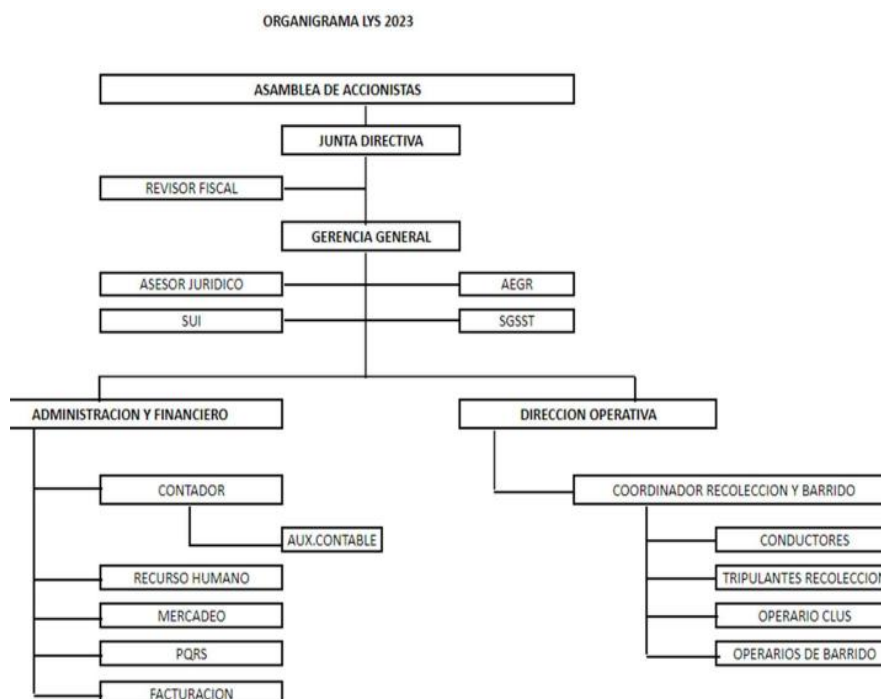 ORGANIGRAMA LYS 2023
ASAMBLEA DE ACCIONISTAS
JUNTA DIRECTIVA
REVISOR FISCAL
GERENCIA GENERAL
ASESOR JURIDICO
AEGR
SUI
SGSST
ADMINISTRACION Y FINANCIERO
DIRECCION OPERATIVA
CONTADOR
COORDINADOR RECOLECCION Y BARRIDO
AUX.CONTABLE
CONDUCTORES
RECURSO HUMANO
TRIPULANTES RECOLECCION
MERCADEO
OPERARIO CLUS
PQRS
OPERARIOS DE BARRIDO
FACTURACION